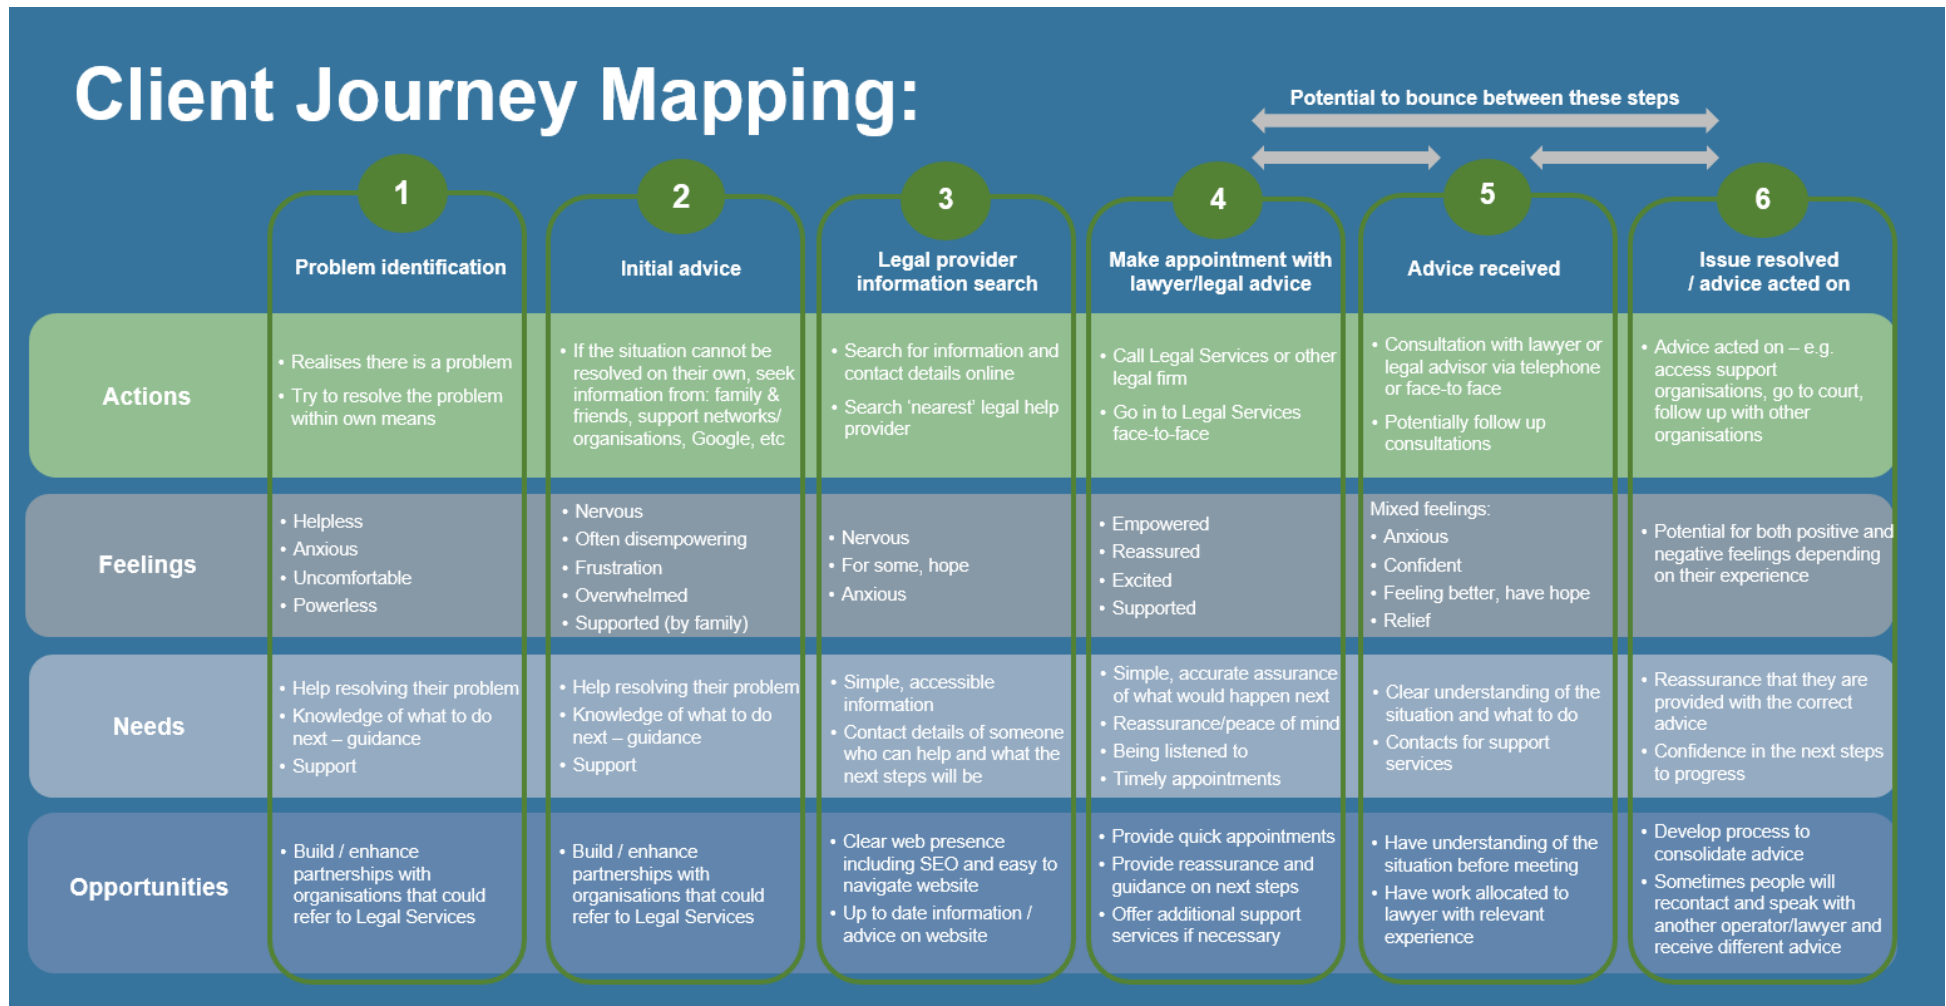 Client Journey Mapping:
Potential to bounce between these steps
1
2
3
4
5
6
Problem identification
Initial advice
Legal provider
information search
Make appointment with
lawyer/legal advice
Advice received
Issue resolved
/ advice acted on
Actions
• Realises there is a problem
• Try to resolve the problem
within own means
• If the situation cannot be
resolved on their own, seek
information from: family &
friends, support networks/
organisations, Google, etc
• Search for information and
contact details online
• Search ‘nearest’ legal help
provider
• Call Legal Services or other
legal firm
• Go in to Legal Services
face-to-face
• Consultation with lawyer or
legal advisor via telephone
or face-to face
• Potentially follow up
consultations
• Advice acted on – e.g.
access support
organisations, go to court,
follow up with other
organisations
Feelings
• Helpless
• Anxious
• Uncomfortable
• Powerless
• Nervous
• Often disempowering
• Frustration
• Overwhelmed
• Supported (by family)
• Nervous
• For some, hope
• Anxious
• Empowered
• Reassured
• Excited
• Supported
Mixed feelings:
• Anxious
• Confident
• Feeling better, have hope
• Relief
• Potential for both positive and
negative feelings depending
on their experience
Needs
• Help resolving their problem
• Knowledge of what to do
next – guidance
• Support
• Help resolving their problem
• Knowledge of what to do
next – guidance
• Support
• Simple, accessible
information
• Contact details of someone
who can help and what the
next steps will be
• Simple, accurate assurance
of what would happen next
• Reassurance/peace of mind
• Being listened to
• Timely appointments
• Clear understanding of the
situation and what to do
• Contacts for support
services
• Reassurance that they are
provided with the correct
advice
• Confidence in the next steps
to progress
Opportunities
• Build / enhance
partnerships with
organisations that could
refer to Legal Services
• Build / enhance
partnerships with
organisations that could
refer to Legal Services
• Clear web presence
including SEO and easy to
navigate website
• Up to date information /
advice on website
• Provide quick appointments
• Provide reassurance and
guidance on next steps
• Offer additional support
services if necessary
• Have understanding of the
situation before meeting
• Have work allocated to
lawyer with relevant
experience
• Develop process to
consolidate advice
• Sometimes people will
recontact and speak with
another operator/lawyer and
receive different advice